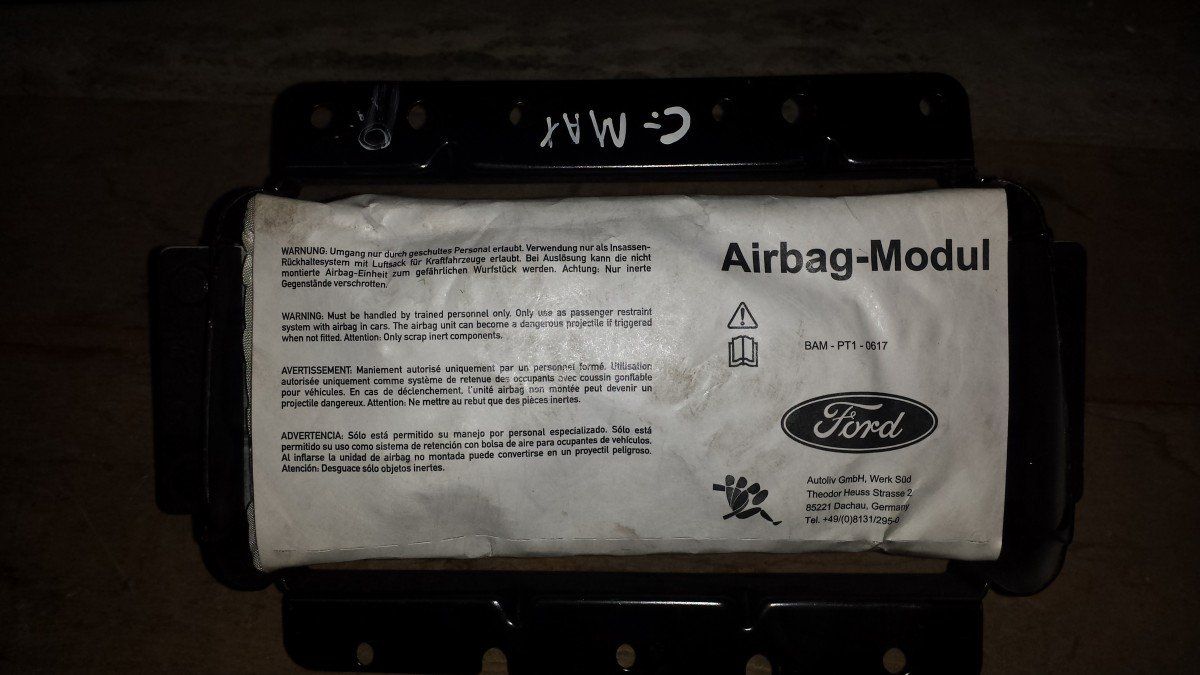 C-MAX
WARNUNG: Umgang nur durch geschultes Personal erlaubt. Verwendung nur als Insassen-
Rückhaltesystem mit Luftsack für Kraftfahrzeuge erlaubt. Bei Auslösung kann die nicht
montierte Airbag-Einheit zum gefährlichen Wurfstück werden. Achtung: Nur inerte
Gegenstände verschrotten.
WARNING: Must be handled by trained personnel only. Only use as passenger restraint
system with airbag in cars. The airbag unit can become a dangerous projectile if triggered
when not fitted. Attention: Only scrap inert components.
AVERTISSEMENT: Maniement autorisé uniquement par un personnel formé. Utilisation
autorisée uniquement comme système de retenue des occupants avec coussin gonflable
pour véhicules. En cas de déclenchement, l'unité airbag non montée peut devenir un
projectile dangereux. Attention: Ne mettre au rebut que des pièces inertes.
ADVERTENCIA: Sólo está permitido su manejo por personal especializado. Sólo está
permitido su uso como sistema de retención con bolsa de aire para ocupantes de vehículos.
Al inflarse la unidad de airbag no montada puede convertirse en un proyectil peligroso.
Atención: Desguace sólo objetos inertes.
Airbag-Modul
BAM - PT1 - 0617
Ford
Autoliv GmbH, Werk Süd
Theodor Heuss Strasse 2
85221 Dachau, Germany
Tel. +49/(0)8131/295-0